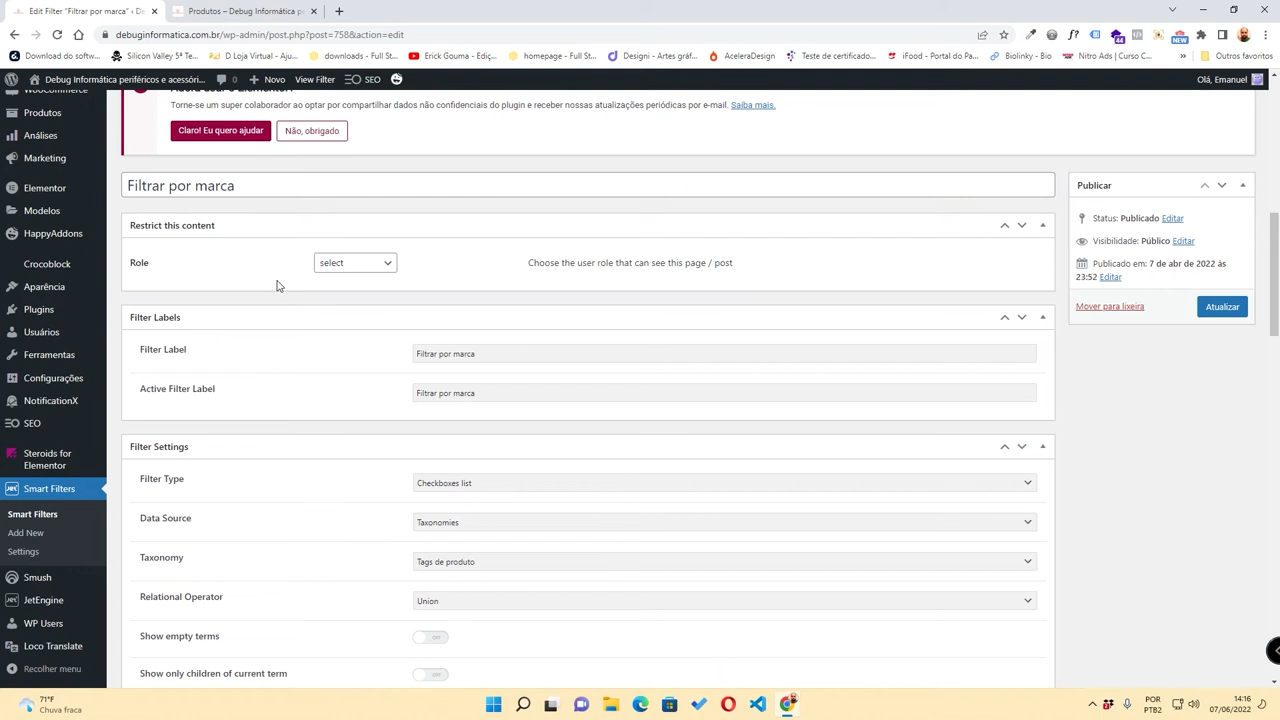 Edit Filter "Filtrar por marca" ‹ D
Produtos – Debug Informática pe
debuginformatica.com.br/wp-admin/post.php?post=758&action=edit
44
NEW
Download do softw...
Silicon Valley 5ª Te...
D Loja Virtual - Aju...
homepage - Full St...
Erick Gouma - Ediç...
Designi - Artes gráf...
AceleraDesign
Teste de certificad...
iFood - Portal do Pa...
Biolinky - Bio
Nitro Ads | Curso C...
Outros favoritos
Debug Informática periféricos e acessóri...
0
Novo
View Filter
SEO
Olá, Emanuel
WooCommerce
Produtos
Análises
Marketing
Elementor
Modelos
HappyAddons
Crocoblock
Aparência
Plugins
Usuários
Ferramentas
Configurações
NotificationX
SEO
Steroids for
Elementor
Smart Filters
Smart Filters
Add New
Settings
Smush
JetEngine
WP Users
Loco Translate
Recolher menu
Torne-se um super colaborador ao optar por compartilhar dados não confidenciais do plugin e receber nossas atualizações periódicas por e-mail. Saiba mais.
Claro! Eu quero ajudar
Não, obrigado
Filtrar por marca
Restrict this content
Role
select
Choose the user role that can see this page / post
Filter Labels
Filter Label
Filtrar por marca
Active Filter Label
Filtrar por marca
Filter Settings
Filter Type
Checkboxes list
Data Source
Taxonomies
Taxonomy
Tags de produto
Relational Operator
Union
Show empty terms
OFF
Show only children of current term
OFF
Publicar
Status: Publicado Editar
Visibilidade: Público Editar
Publicado em: 7 de abr de 2022 às
23:52 Editar
Mover para lixeira
Atualizar
71°F
Chuva fraca
POR
PTB2
14:16
07/06/2022